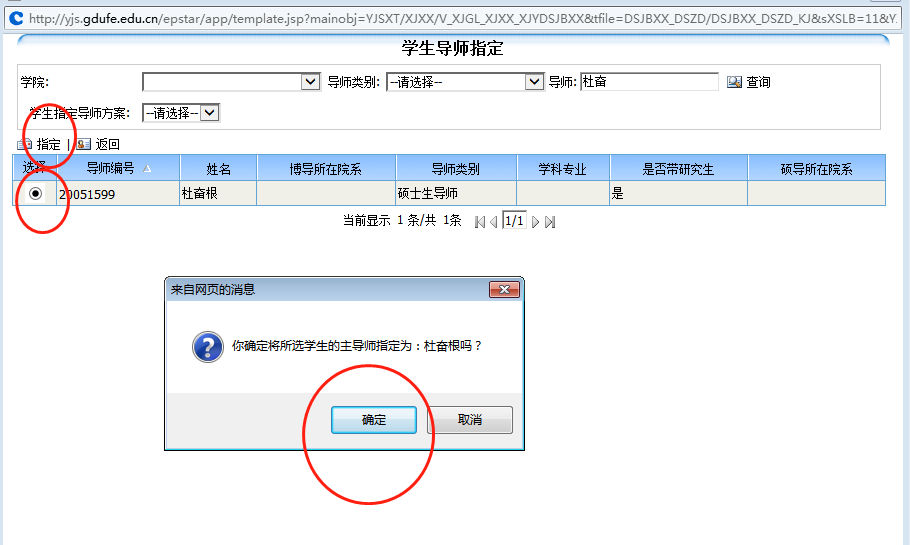 http://yjs.gdufe.edu.cn/epstar/app/template.jsp?mainobj=YJSXT/XJXX/V_XJGL_XJXX_XJYDSJBXX&tfile=DSJBXX_DSZD/DSJBXX_DSZD_KJ&sXSLB=11&Y
学生导师指定
学院: 导师类别: --请选择-- 导师: 杜奋 查询
学生指定导师方案: --请选择--
指定 | 返回
选择 导师编号 姓名 博导所在院系 导师类别 学科专业 是否带研究生 硕导所在院系
20051599 杜奋根 硕士生导师 是
当前显示 1 条/共 1条 1/1
来自网页的消息
你确定将所选学生的主导师指定为：杜奋根吗？
确定 取消